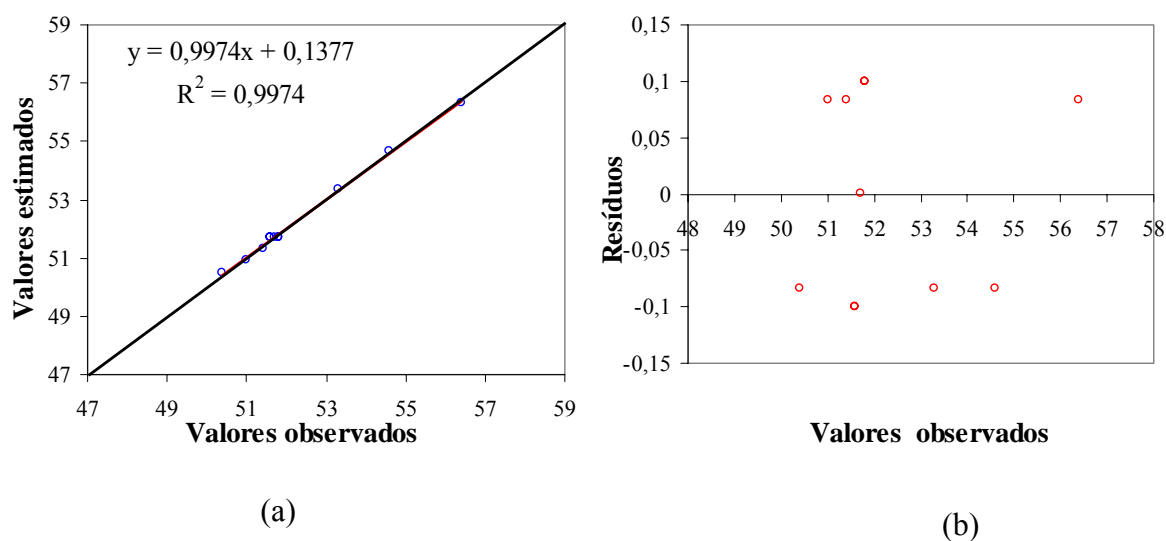 59
57
55
53
51
49
47
y = 0,9974x + 0,1377
R² = 0,9974
Valores estimados
47 49 51 53 55 57 59
Valores observados
(a)
0,15
0,1
0,05
0
-0,05
-0,1
-0,15
Resíduos
48 49 50 51 52 53 54 55 56 57 58
Valores observados
(b)